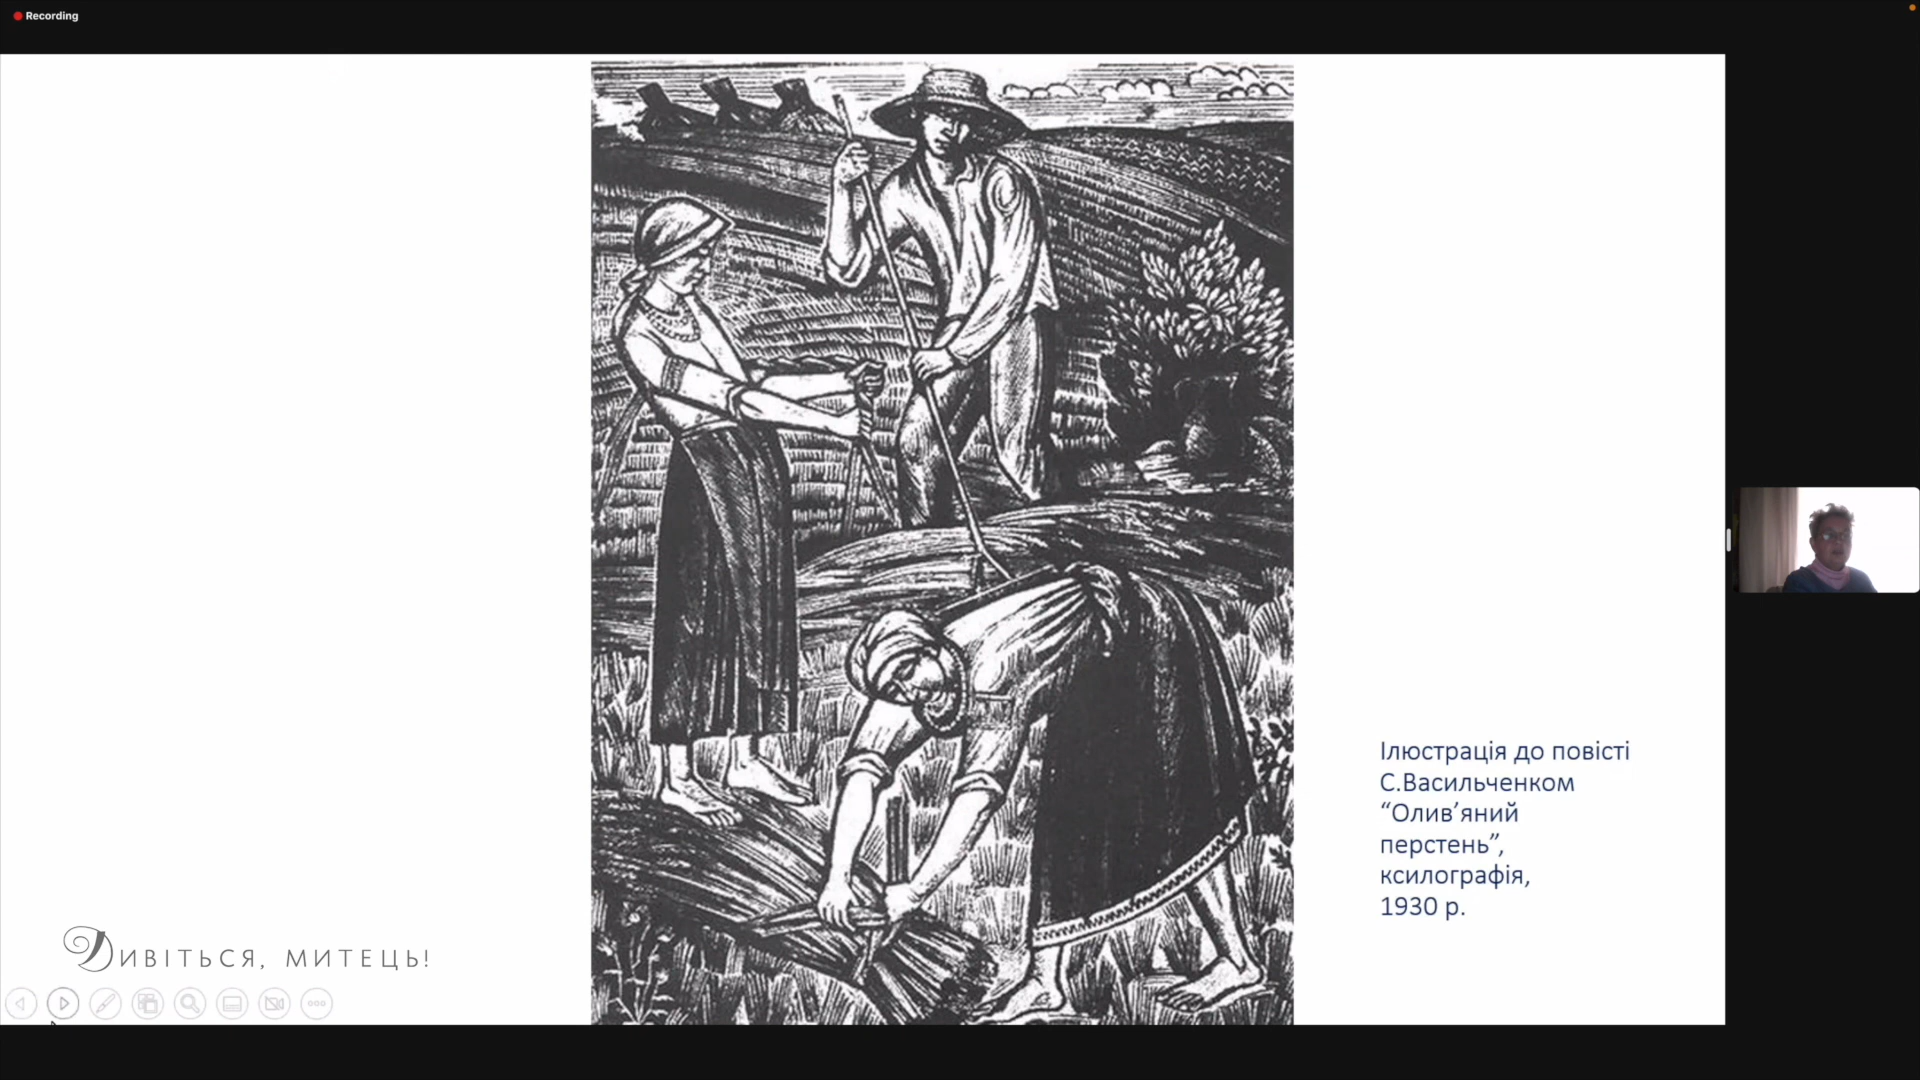 Recording
Ілюстрація до повісті
С.Васильченком
“Олив’яний
перстень”,
ксилографія,
1930 р.
Дивіться, митець!